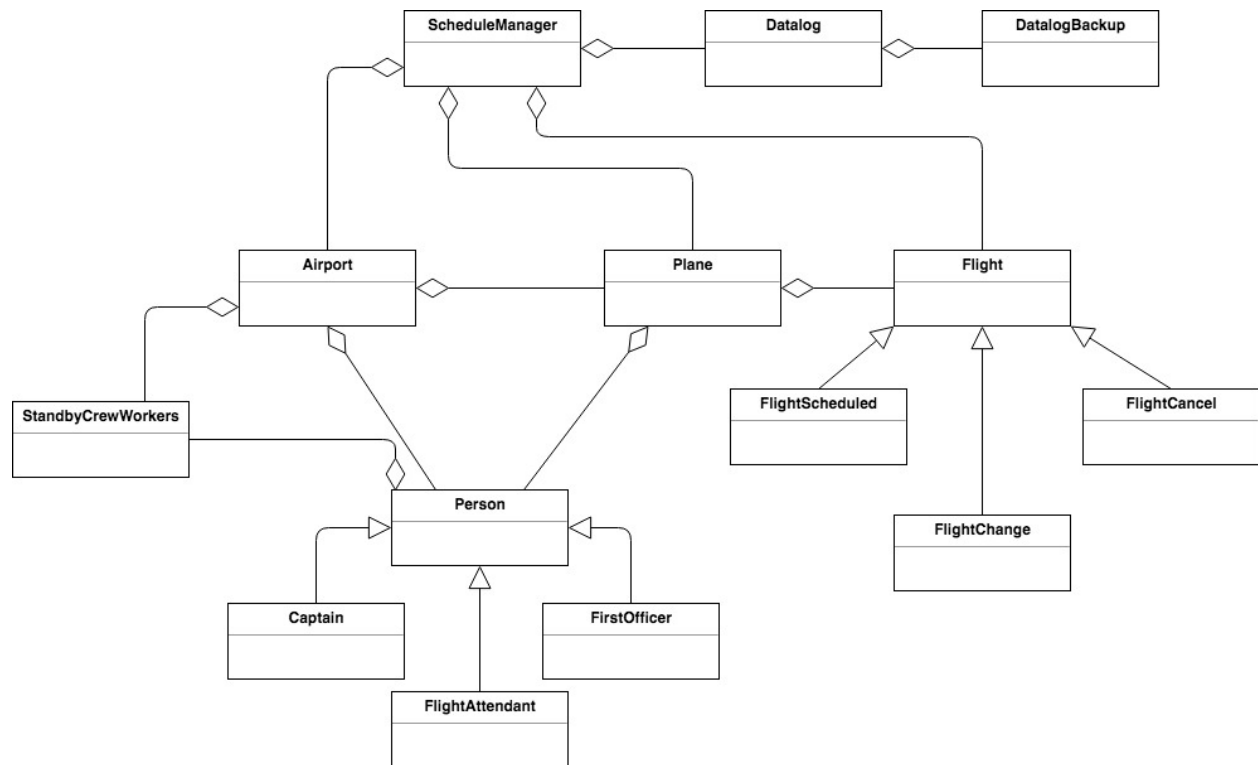 ScheduleManager
Datalog
DatalogBackup
Airport
Plane
Flight
StandbyCrewWorkers
FlightScheduled
FlightCancel
Person
FlightChange
Captain
FirstOfficer
FlightAttendant